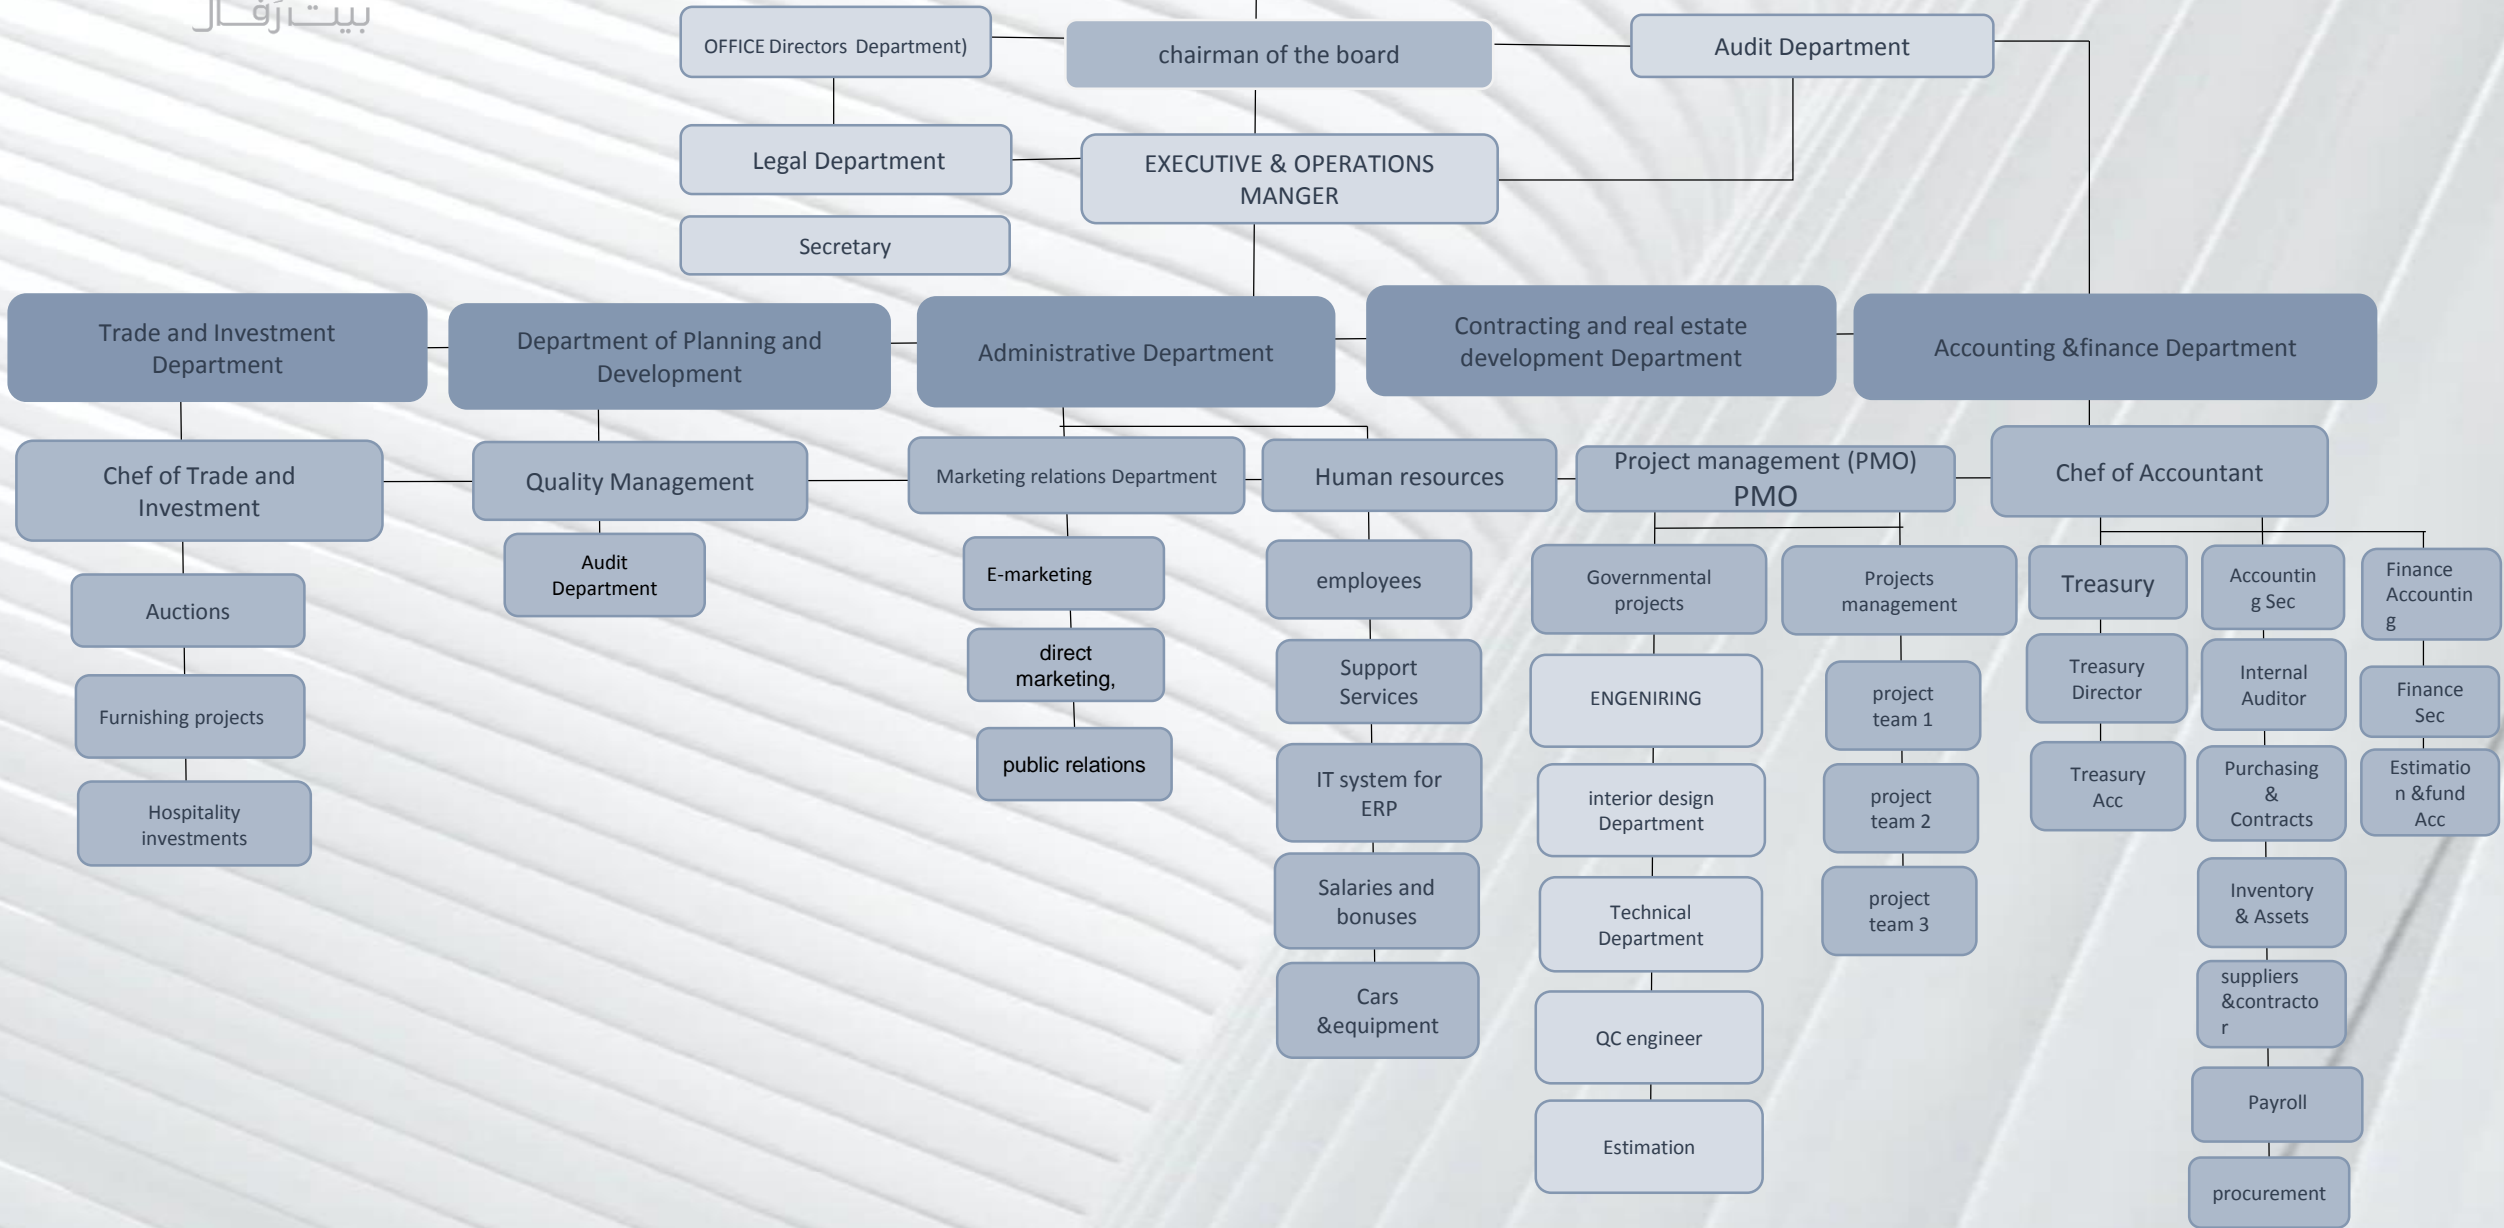 بيت رَفال
OFFICE Directors Department)
chairman of the board
Audit Department
Legal Department
EXECUTIVE & OPERATIONS
MANGER
Secretary
Trade and Investment
Department
Department of Planning and
Development
Administrative Department
Contracting and real estate
development Department
Accounting &finance Department
Chef of Trade and
Investment
Quality Management
Marketing relations Department
Human resources
Project management (PMO)
PMO
Chef of Accountant
Auctions
Furnishing projects
Hospitality
investments
Audit
Department
E-marketing
direct
marketing,
public relations
employees
Support
Services
IT system for
ERP
Salaries and
bonuses
Cars
&equipment
Governmental
projects
ENGENIRING
interior design
Department
Technical
Department
QC engineer
Estimation
Projects
management
project
team 1
project
team 2
project
team 3
Treasury
Treasury
Director
Treasury
Acc
Accountin
g Sec
Internal
Auditor
Purchasing
&
Contracts
Inventory
& Assets
suppliers
&contracto
r
Payroll
procurement
Finance
Accountin
g
Finance
Sec
Estimatio
n &fund
Acc